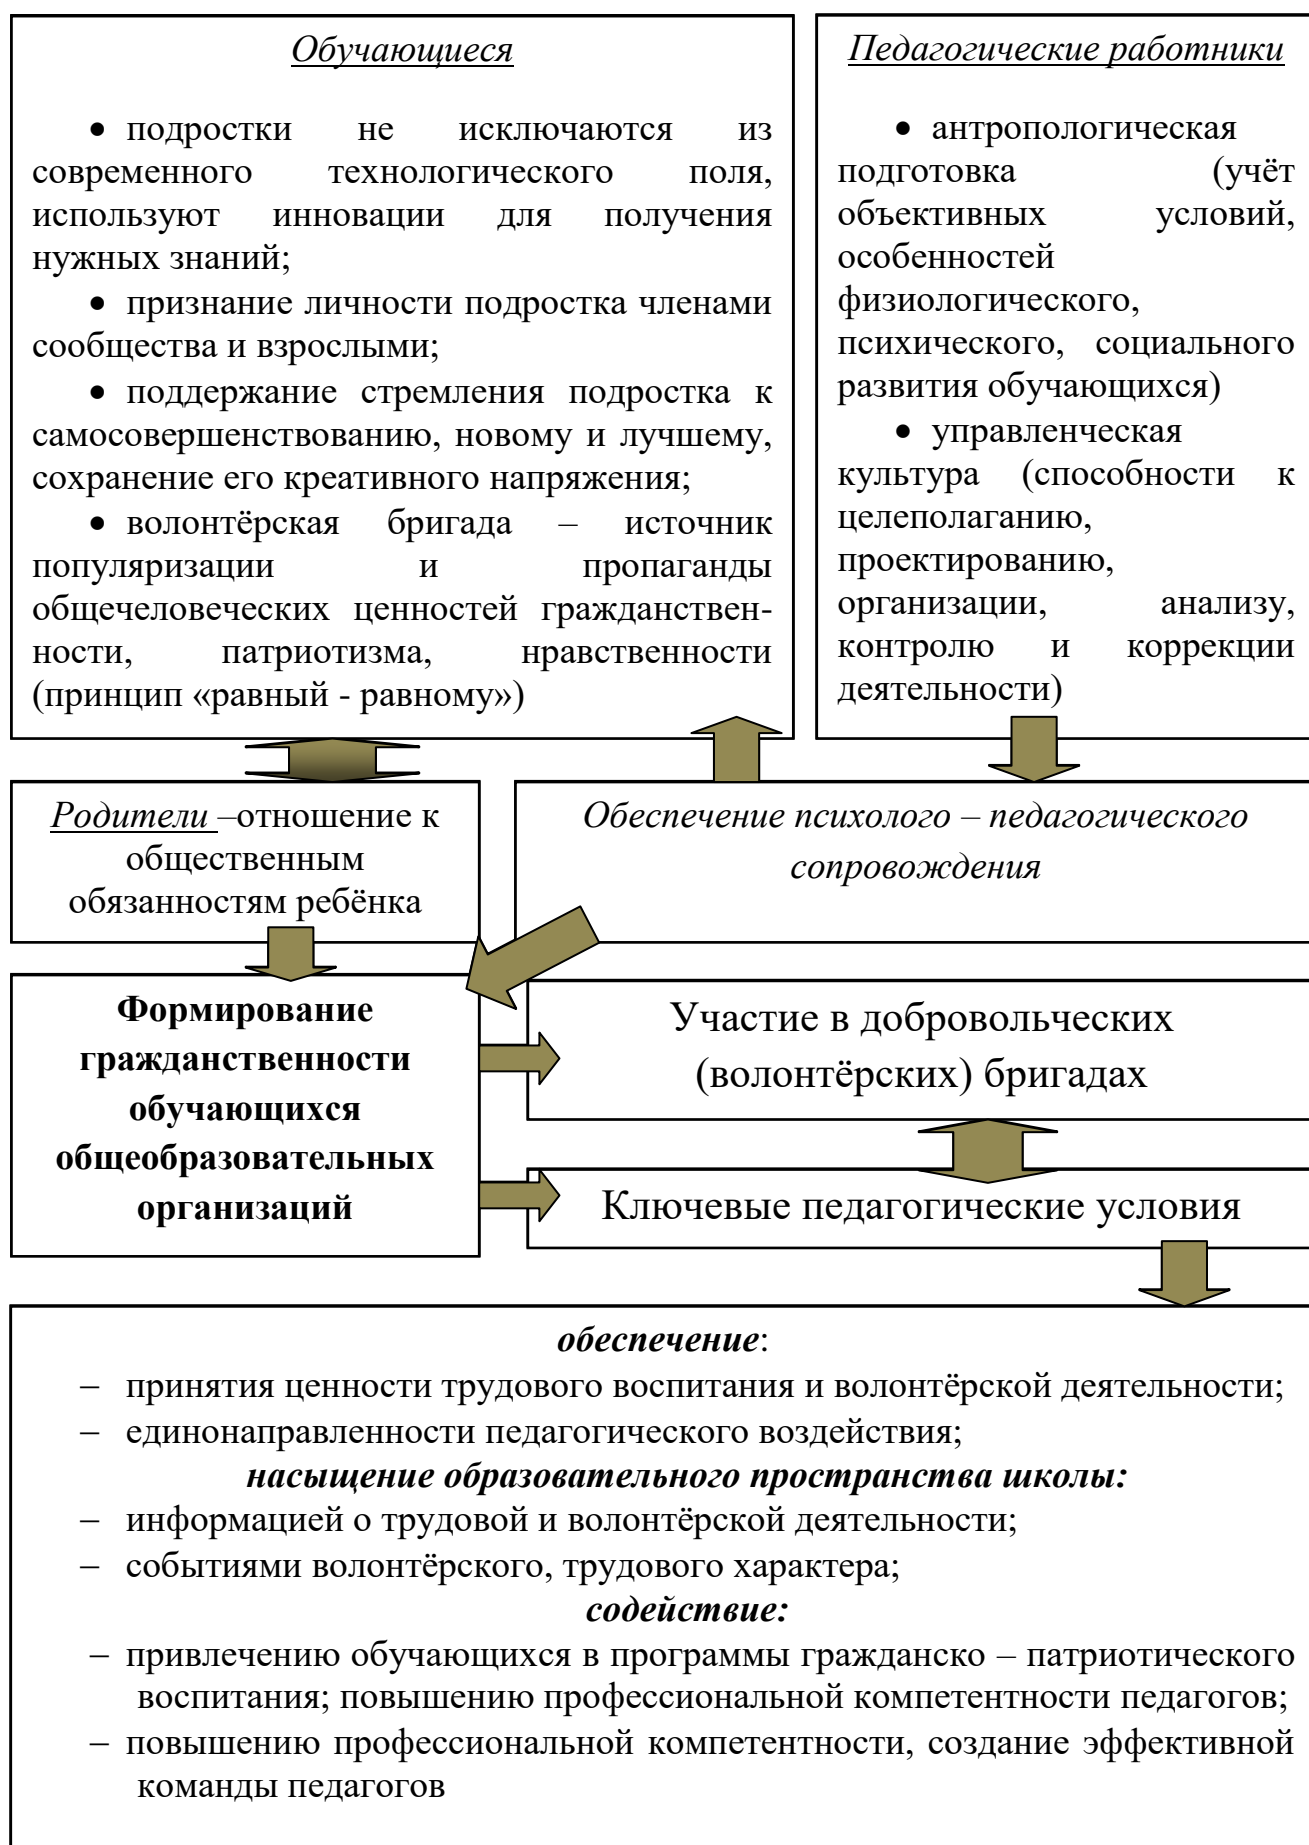 Обучающиеся
• подростки не исключаются из
современного технологического поля,
используют инновации для получения
нужных знаний;
• признание личности подростка членами
сообщества и взрослыми;
• поддержание стремления подростка к
самосовершенствованию, новому и лучшему,
сохранение его креативного напряжения;
• волонтёрская бригада – источник
популяризации и пропаганды
общечеловеческих ценностей гражданствен-
ности, патриотизма, нравственности
(принцип «равный - равному»)
Педагогические работники
• антропологическая
подготовка (учёт
объективных условий,
особенностей
физиологического,
психического, социального
развития обучающихся)
• управленческая
культура (способности к
целеполаганию,
проектированию,
организации, анализу,
контролю и коррекции
деятельности)
Родители –отношение к
общественным
обязанностям ребёнка
Обеспечение психолого – педагогического
сопровождения
Формирование
гражданственности
обучающихся
общеобразовательных
организаций
Участие в добровольческих
(волонтёрских) бригадах
Ключевые педагогические условия
обеспечение:
– принятия ценности трудового воспитания и волонтёрской деятельности;
– единонаправленности педагогического воздействия;
насыщение образовательного пространства школы:
– информацией о трудовой и волонтёрской деятельности;
– событиями волонтёрского, трудового характера;
содействие:
– привлечению обучающихся в программы гражданско – патриотического
воспитания; повышению профессиональной компетентности педагогов;
– повышению профессиональной компетентности, создание эффективной
команды педагогов